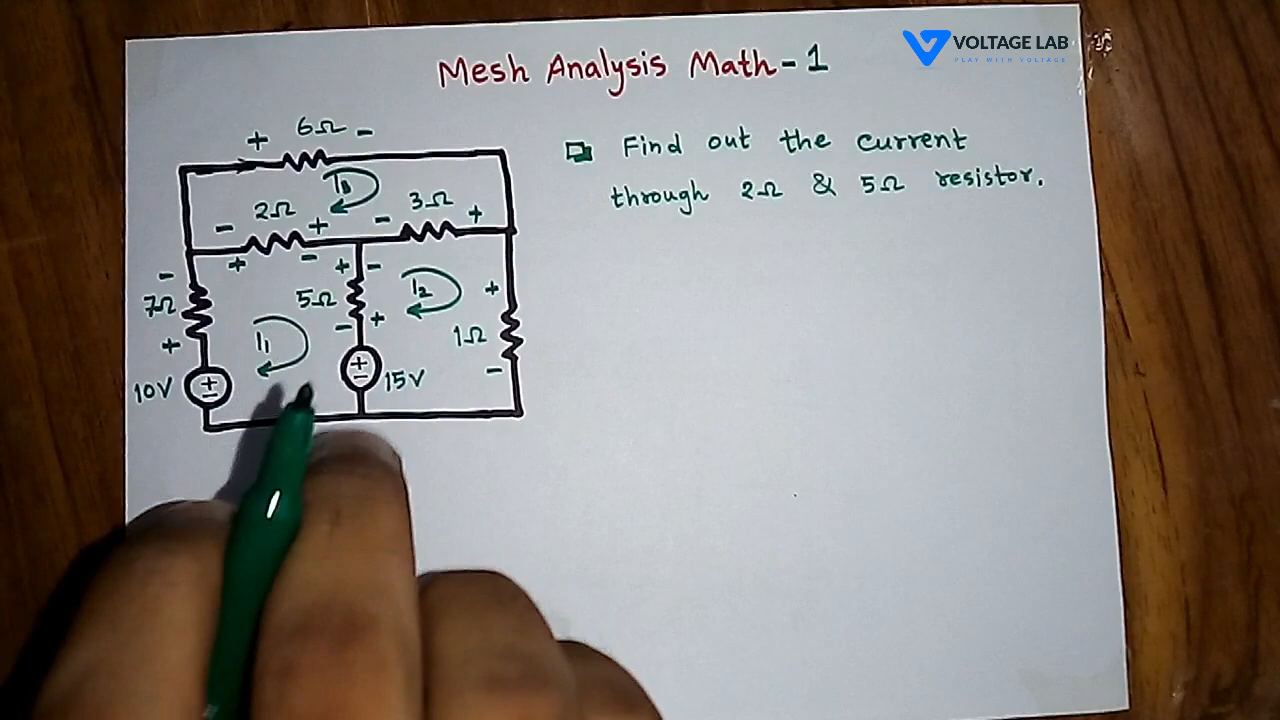 VOLTAGE LAB
PLAY WITH VOLTAGE
Mesh Analysis Math-1
Find out the current
through 2Ω & 5Ω resistor.
+ 6Ω -
I3
2Ω
3Ω
- + - +
+ - + -
-
7Ω
+
5Ω
- +
I2
+
1Ω
-
I1
10V
+
-
15V
+
-